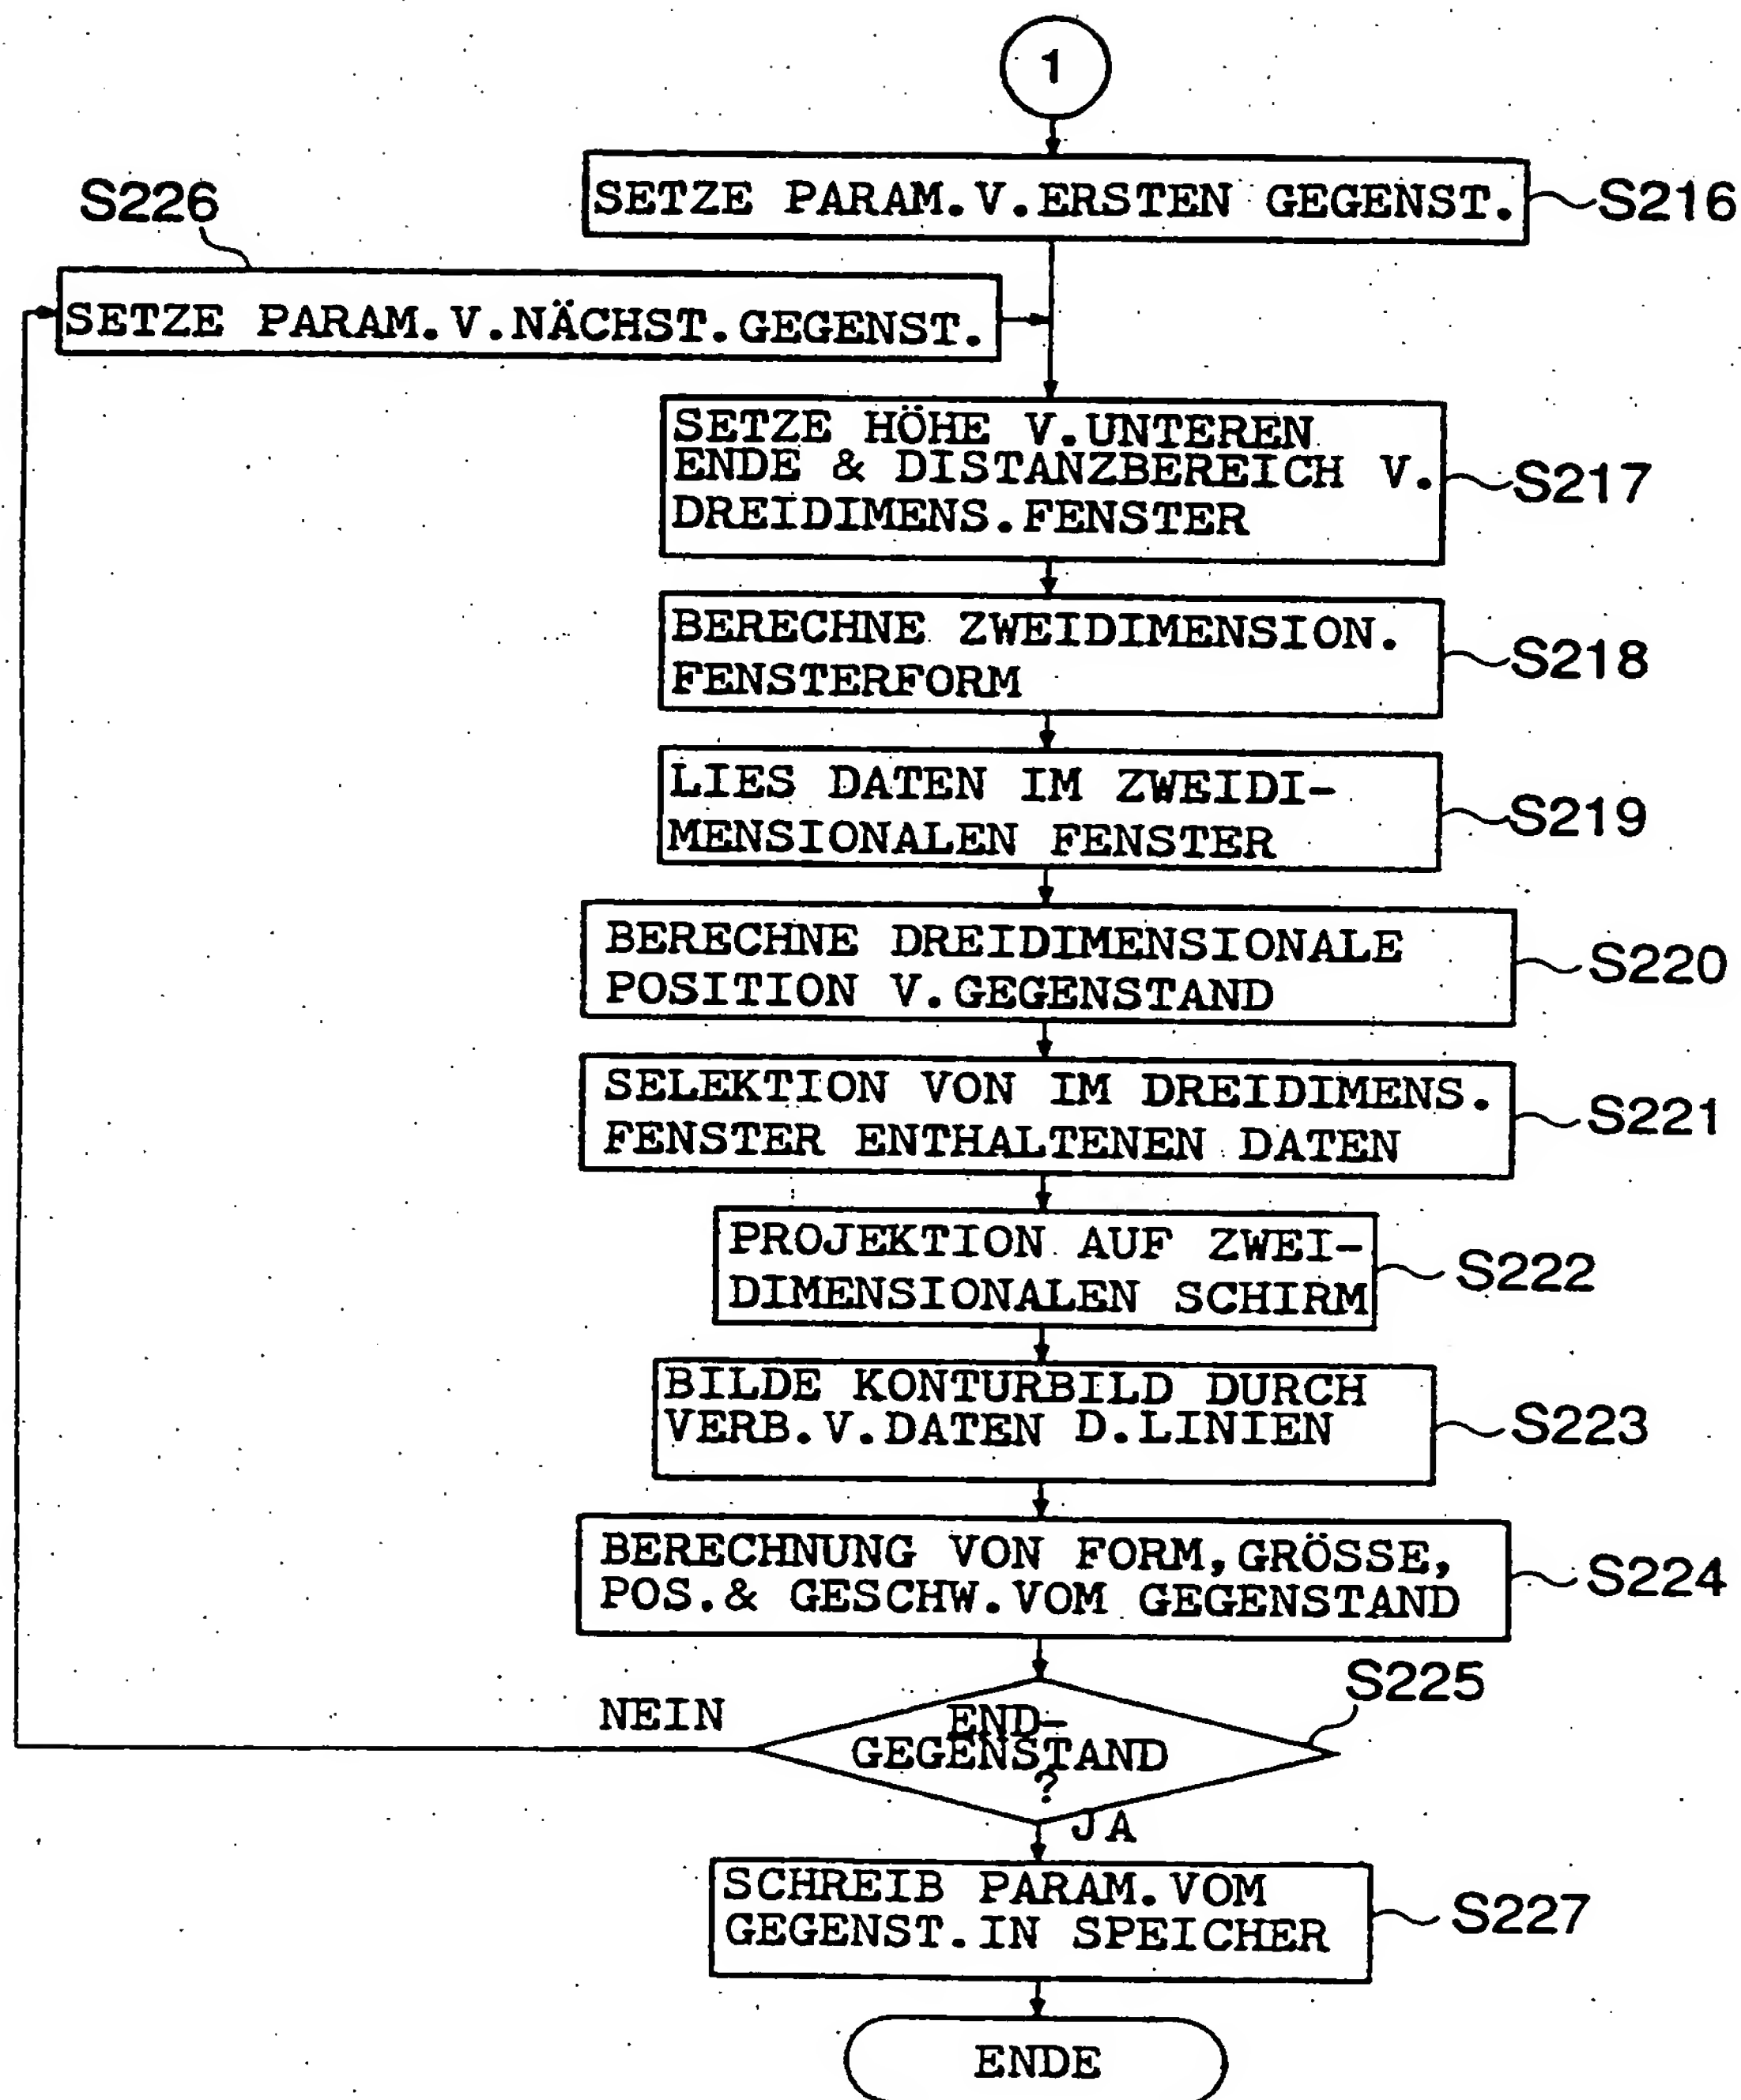 1
SETZE PARAM.V.ERSTEN GEGENST.
S216
S226
SETZE PARAM.V.NÄCHST.GEGENST.
SETZE HÖHE V.UNTEREN
ENDE & DISTANZBEREICH V.
DREIDIMENS.FENSTER
S217
BERECHNE ZWEIDIMENSION.
FENSTERFORM
S218
LIES DATEN IM ZWEIDI-
MENSIONALEN FENSTER
S219
BERECHNE DREIDIMENSIONALE
POSITION V.GEGENSTAND
S220
SELEKTION VON IM DREIDIMENS.
FENSTER ENTHALTENEN DATEN
S221
PROJEKTION AUF ZWEI-
DIMENSIONALEN SCHIRM
S222
BILDE KONTURBILD DURCH
VERB.V.DATEN D.LINIEN
S223
BERECHNUNG VON FORM,GRÖSSE,
POS.& GESCHW.VOM GEGENSTAND
S224
S225
NEIN
END-
GEGENSTAND
?
JA
SCHREIB PARAM.VOM
GEGENST.IN SPEICHER
S227
ENDE